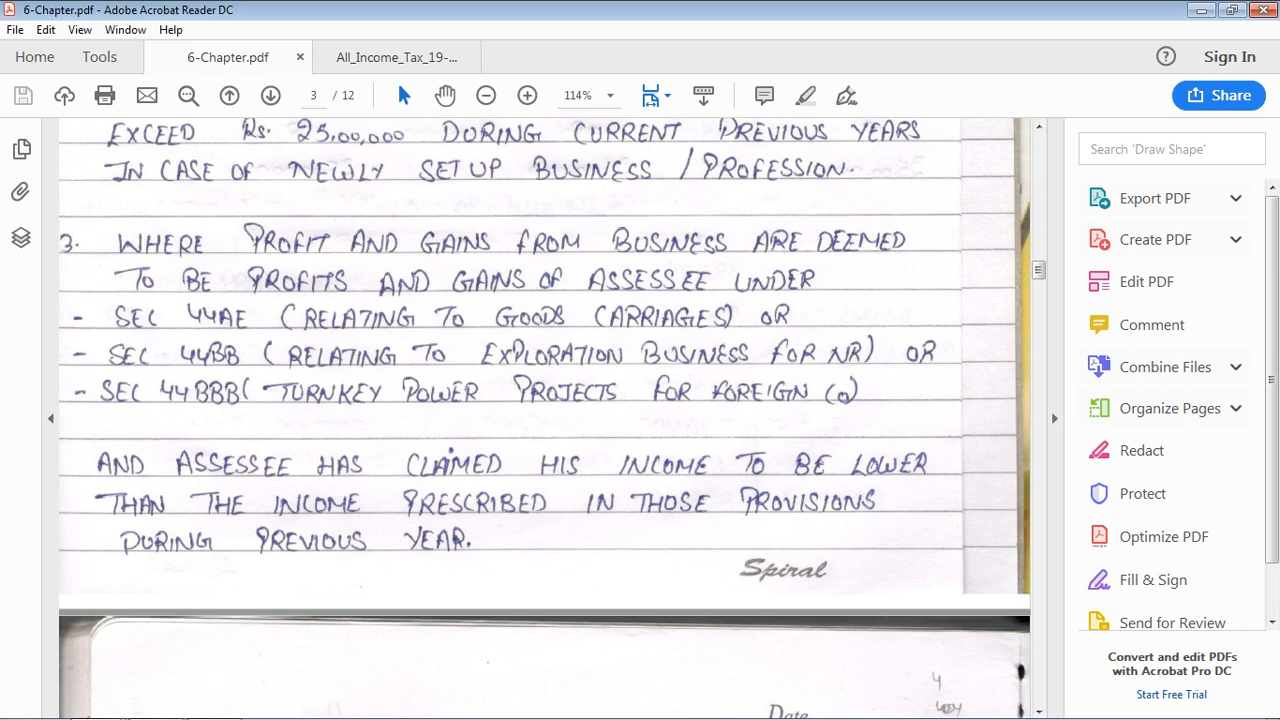 6-Chapter.pdf - Adobe Acrobat Reader DC
File Edit View Window Help
Home Tools 6-Chapter.pdf × All_Income_Tax_19-... ? Sign In
3 / 12 114% Share
EXCEED Rs. 25,00,000 DURING CURRENT PREVIOUS YEARS
IN CASE OF NEWLY SET UP BUSINESS / PROFESSION.
3. WHERE PROFIT AND GAINS FROM BUSINESS ARE DEEMED
TO BE PROFITS AND GAINS OF ASSESSEE UNDER
- SEC 44AE (RELATING TO GOODS CARRIAGES) OR
- SEC 44BB (RELATING TO EXPLORATION BUSINESS FOR NR) OR
- SEC 44BBB( TURNKEY POWER PROJECTS FOR FOREIGN CO)
AND ASSESSEE HAS CLAIMED HIS INCOME TO BE LOWER
THAN THE INCOME PRESCRIBED IN THOSE PROVISIONS
DURING PREVIOUS YEAR.
Spiral
Date
Search 'Draw Shape'
Export PDF
Create PDF
Edit PDF
Comment
Combine Files
Organize Pages
Redact
Protect
Optimize PDF
Fill & Sign
Send for Review
Convert and edit PDFs
with Acrobat Pro DC
Start Free Trial